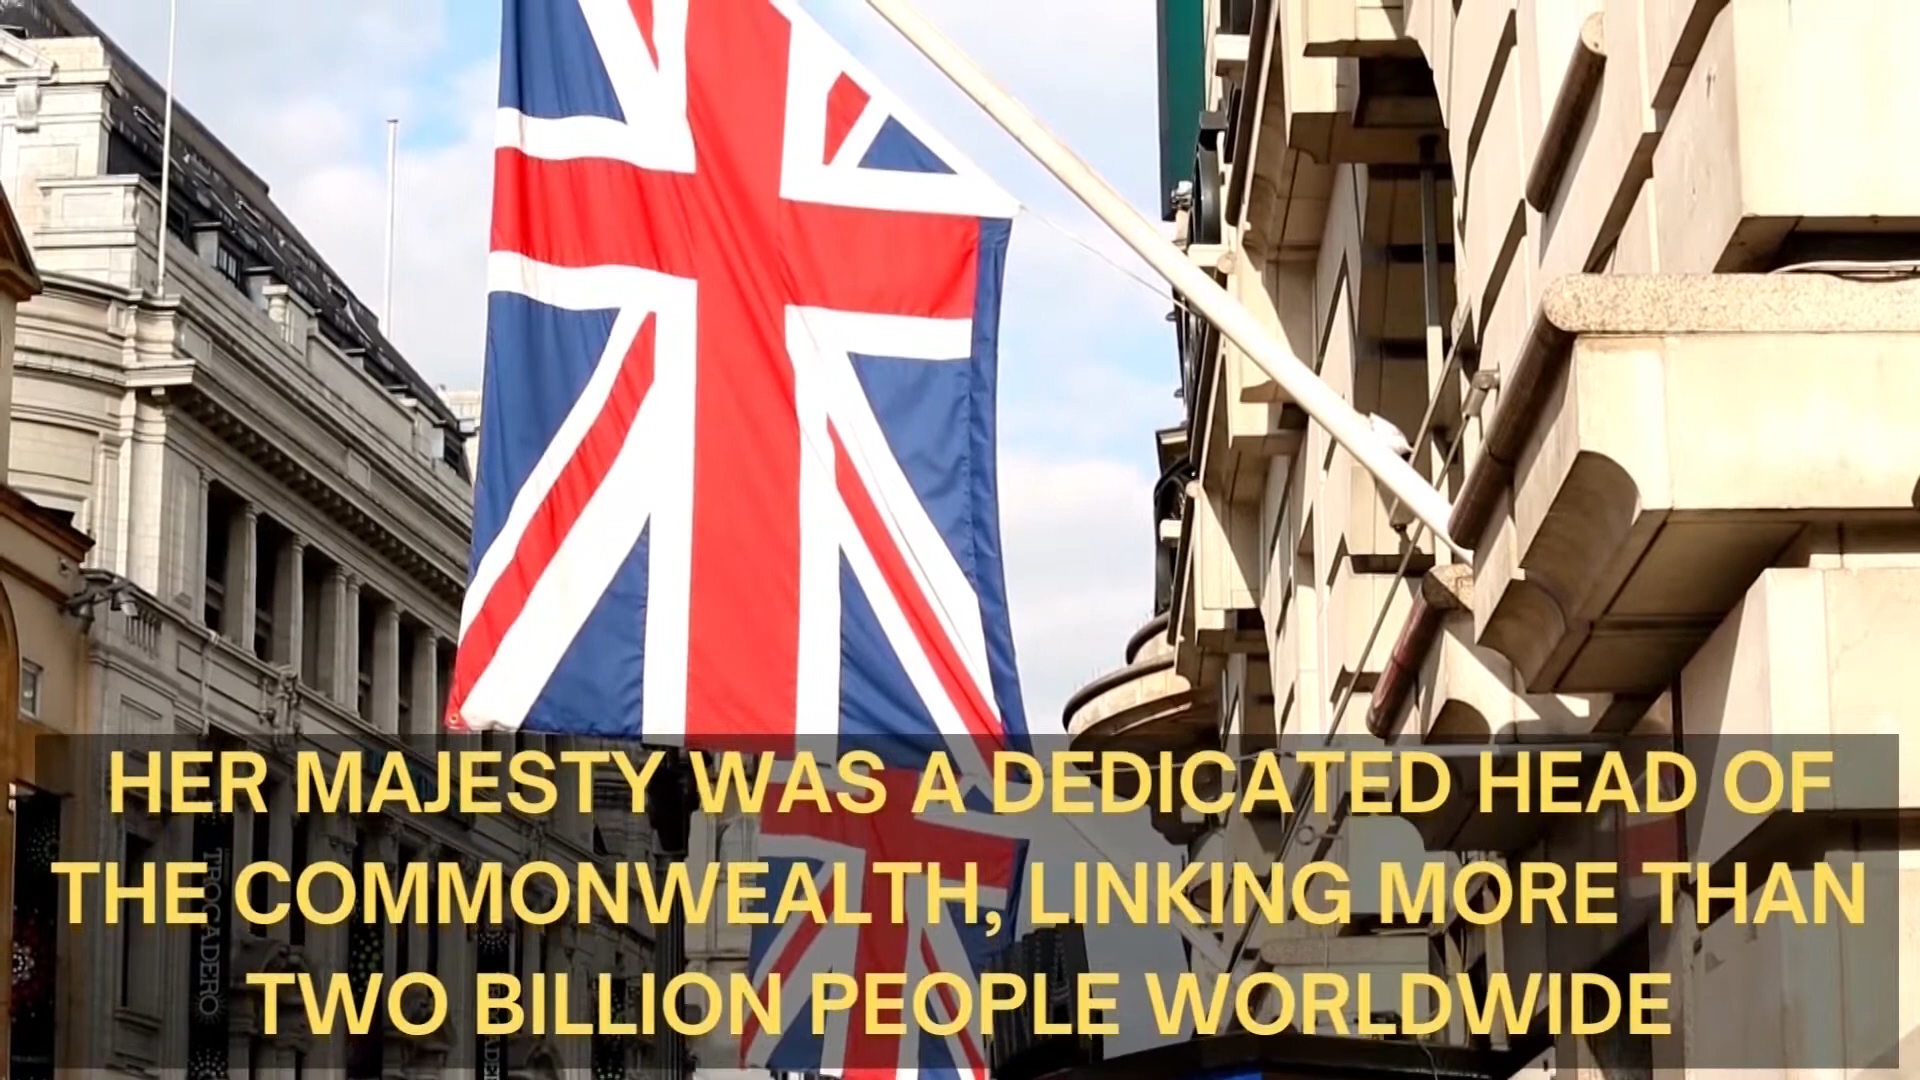 HER MAJESTY WAS A DEDICATED HEAD OF
THE COMMONWEALTH, LINKING MORE THAN
TWO BILLION PEOPLE WORLDWIDE
TROCADERO